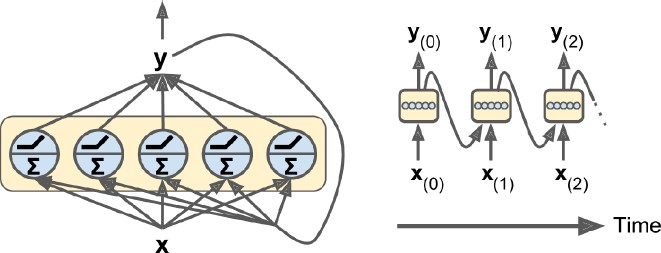 y
Σ Σ Σ Σ Σ
x
y(0) y(1) y(2)
x(0) x(1) x(2)
Time